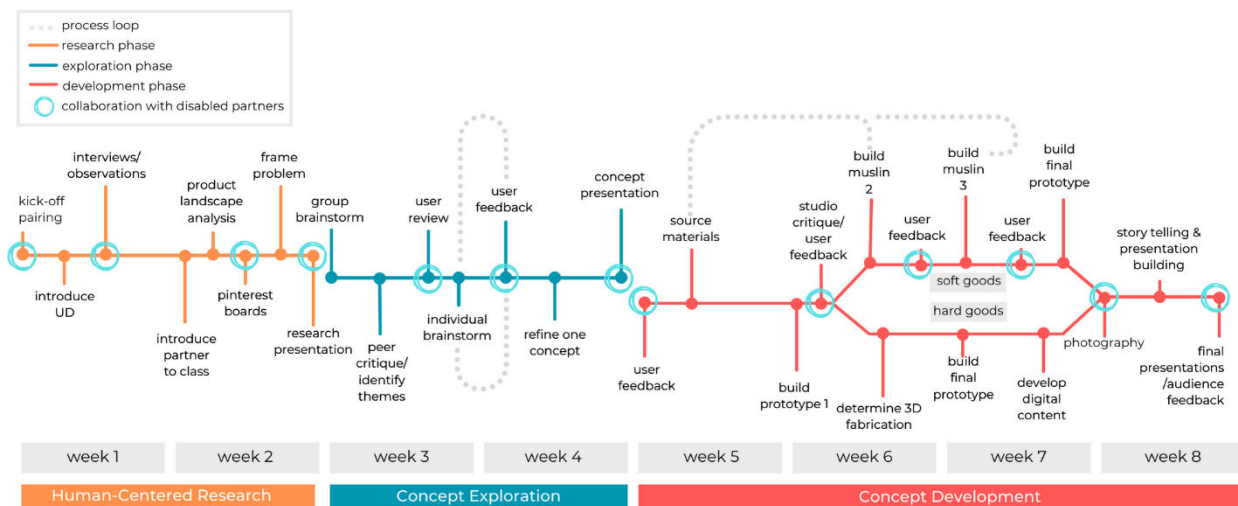 process loop
research phase
exploration phase
development phase
collaboration with disabled partners
kick-off
pairing
introduce
UD
interviews/
observations
introduce
partner
to class
product
landscape
analysis
pinterest
boards
frame
problem
research
presentation
group
brainstorm
peer
critique/
identify
themes
user
review
individual
brainstorm
user
feedback
refine one
concept
concept
presentation
user
feedback
source
materials
build
prototype 1
studio
critique/
user
feedback
build
muslin
2
user
feedback
build
muslin
3
user
feedback
build
final
prototype
soft goods
hard goods
determine 3D
fabrication
build
final
prototype
develop
digital
content
photography
story telling &
presentation
building
final
presentations
/audience
feedback
week 1
week 2
week 3
week 4
week 5
week 6
week 7
week 8
Human-Centered Research
Concept Exploration
Concept Development